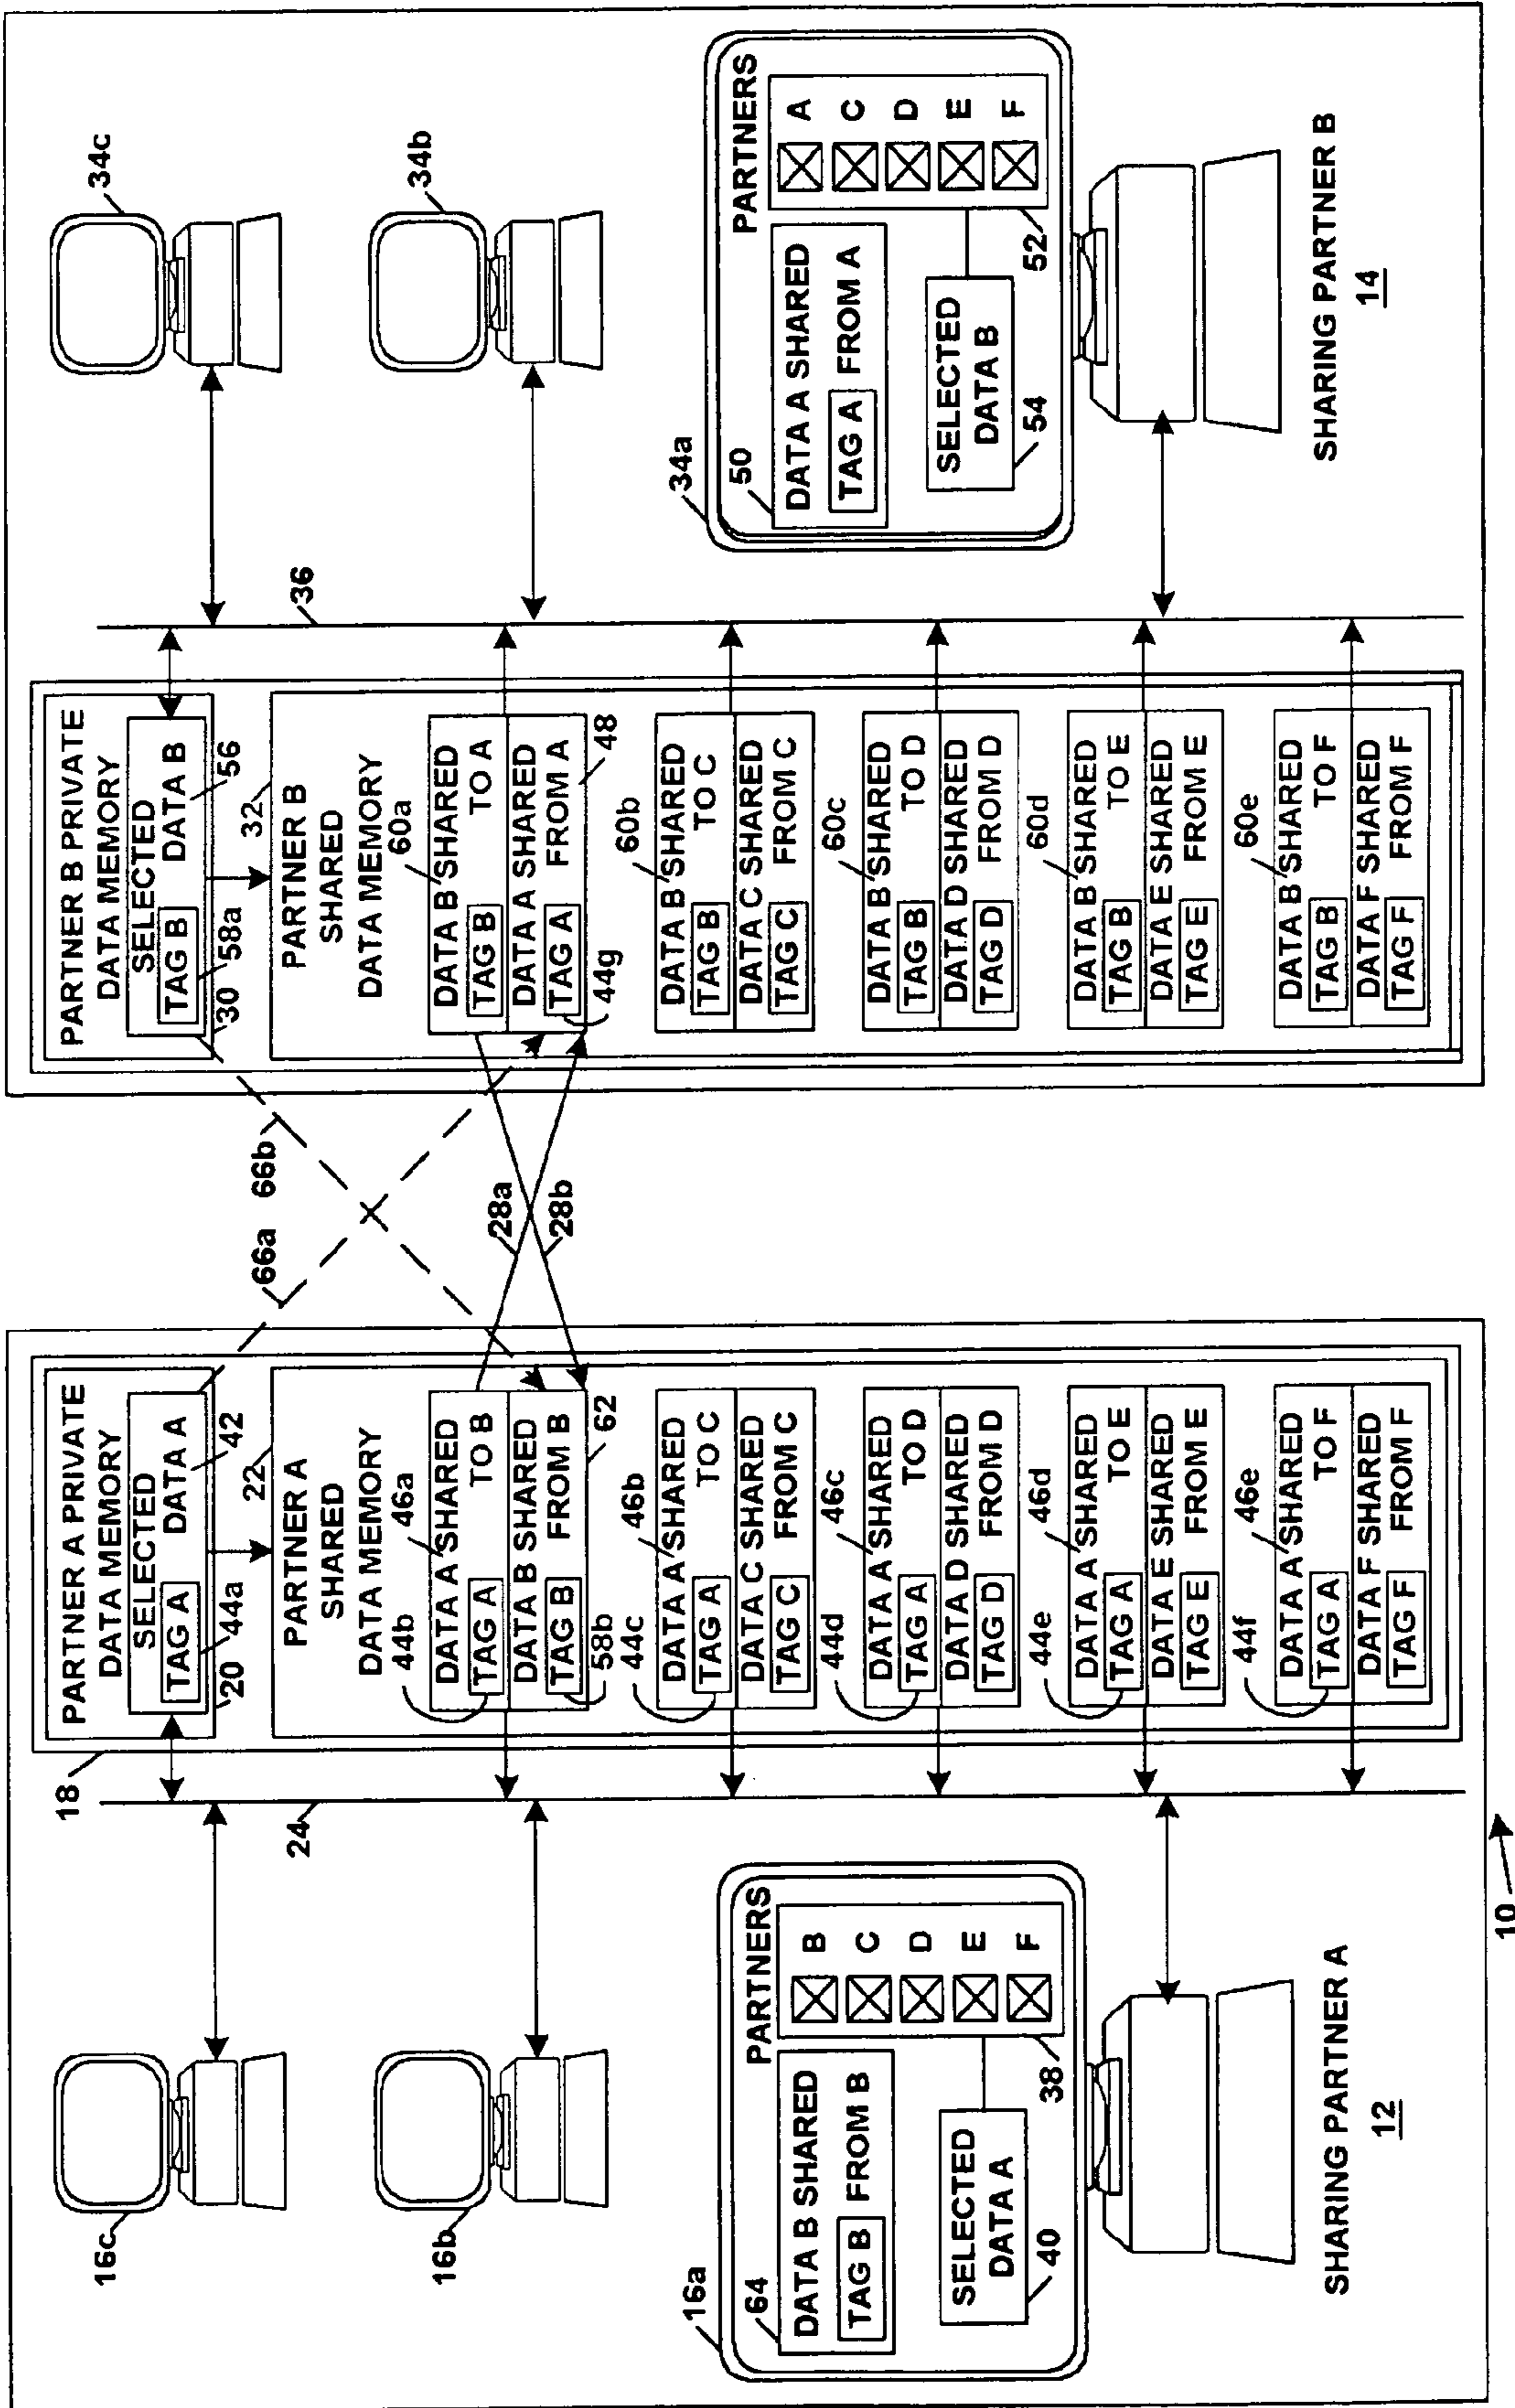 16c
16b
16a
64
DATA B SHARED
TAG B FROM B
PARTNERS
B
C
D
E
F
SELECTED
DATA A
40
38
SHARING PARTNER A
12
10
18
24
PARTNER A PRIVATE
DATA MEMORY
SELECTED
TAG A DATA A
44a
42
20
22
PARTNER A
SHARED
DATA MEMORY
44b
46a
DATA A SHARED
TAG A TO B
DATA B SHARED
TAG B FROM B
58b
62
44c
46b
DATA A SHARED
TAG A TO C
DATA C SHARED
TAG C FROM C
44d
46c
DATA A SHARED
TAG A TO D
DATA D SHARED
TAG D FROM D
44e
46d
DATA A SHARED
TAG A TO E
DATA E SHARED
TAG E FROM E
44f
46e
DATA A SHARED
TAG A TO F
DATA F SHARED
TAG F FROM F
66a
66b
28a
28b
PARTNER B PRIVATE
DATA MEMORY
SELECTED
TAG B DATA B
58a
56
30
32
PARTNER B
SHARED
DATA MEMORY
60a
DATA B SHARED
TAG B TO A
DATA A SHARED
TAG A FROM A
44g
48
60b
DATA B SHARED
TAG B TO C
DATA C SHARED
TAG C FROM C
60c
DATA B SHARED
TAG B TO D
DATA D SHARED
TAG D FROM D
60d
DATA B SHARED
TAG B TO E
DATA E SHARED
TAG E FROM E
60e
DATA B SHARED
TAG B TO F
DATA F SHARED
TAG F FROM F
36
34c
34b
34a
50
DATA A SHARED
TAG A FROM A
PARTNERS
A
C
D
E
F
SELECTED
DATA B
54
52
SHARING PARTNER B
14